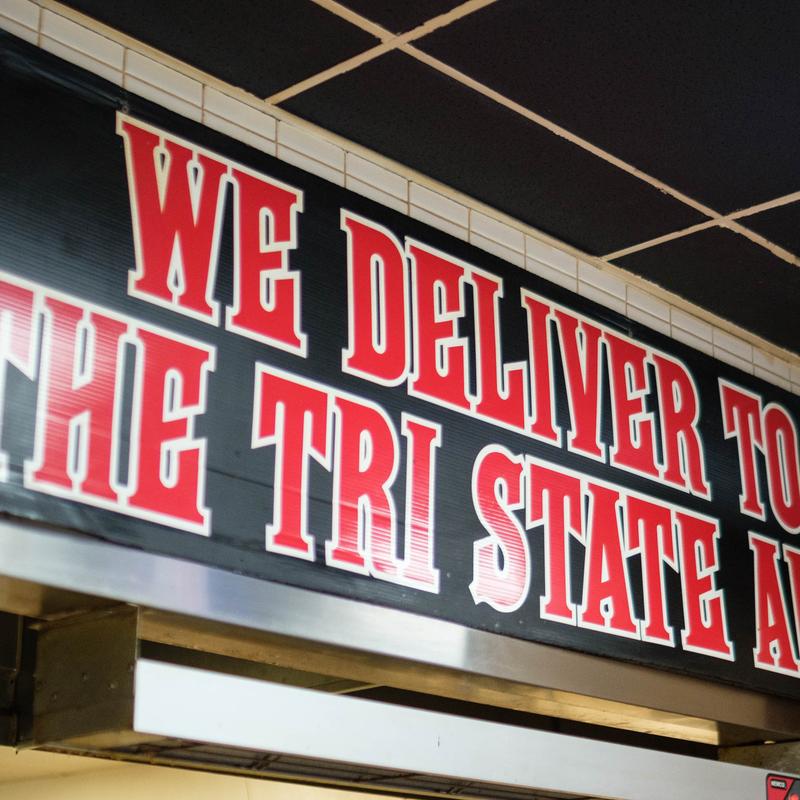 WE DELIVER TO
THE TRI STATE